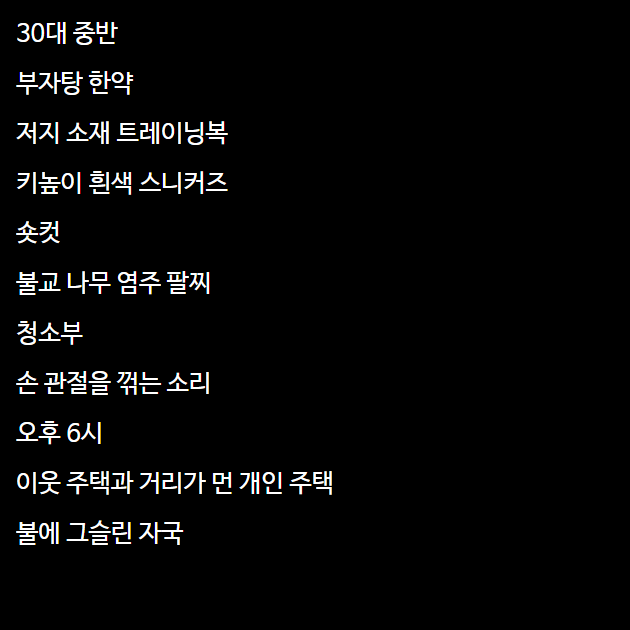 30대 중반
부자탕 한약
저지 소재 트레이닝복
키높이 흰색 스니커즈
숏컷
불교 나무 염주 팔찌
청소부
손 관절을 꺾는 소리
오후 6시
이웃 주택과 거리가 먼 개인 주택
불에 그슬린 자국